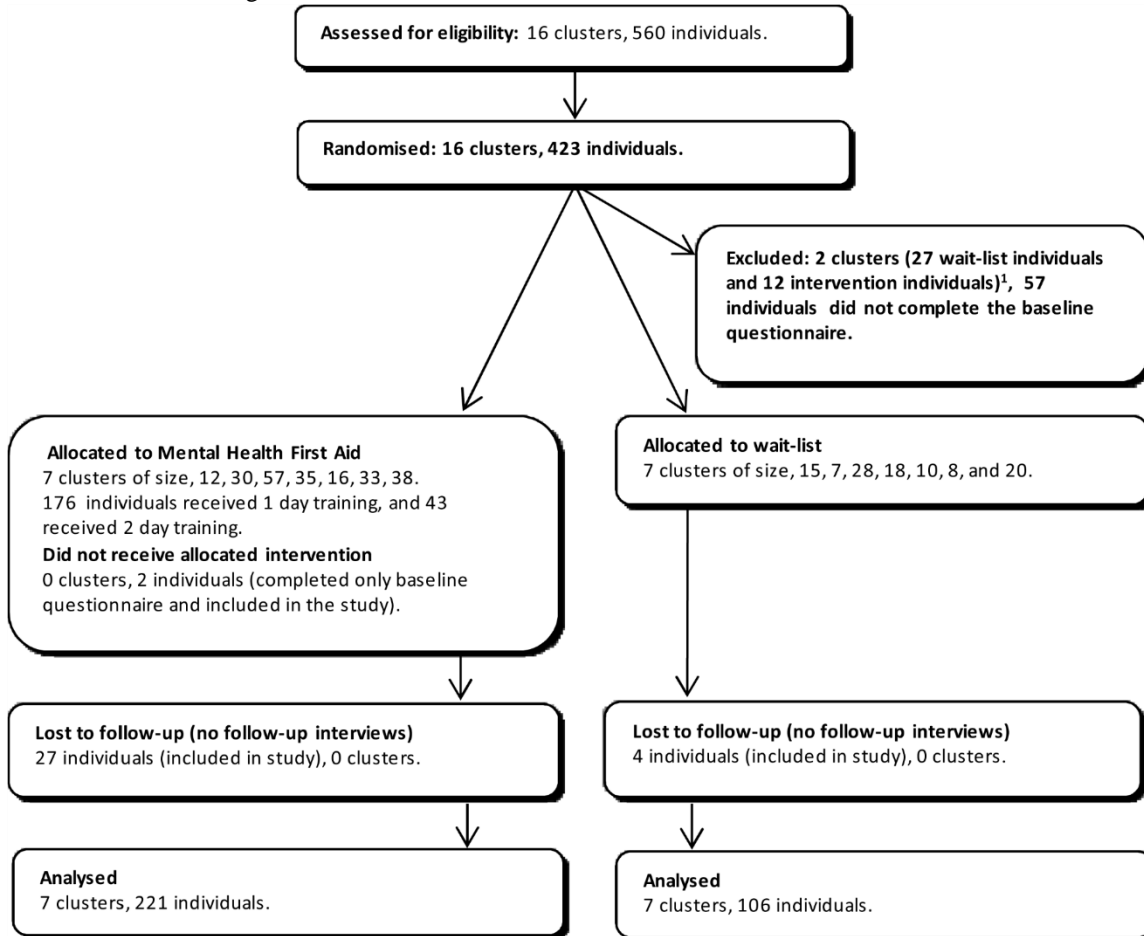 Assessed for eligibility: 16 clusters, 560 individuals.
Randomised: 16 clusters, 423 individuals.
Excluded: 2 clusters (27 wait-list individuals
and 12 intervention individuals)¹, 57
individuals did not complete the baseline
questionnaire.
Allocated to Mental Health First Aid
7 clusters of size, 12, 30, 57, 35, 16, 33, 38.
176 individuals received 1 day training, and 43
received 2 day training.
Did not receive allocated intervention
0 clusters, 2 individuals (completed only baseline
questionnaire and included in the study).
Allocated to wait-list
7 clusters of size, 15, 7, 28, 18, 10, 8, and 20.
Lost to follow-up (no follow-up interviews)
27 individuals (included in study), 0 clusters.
Lost to follow-up (no follow-up interviews)
4 individuals (included in study), 0 clusters.
Analysed
7 clusters, 221 individuals.
Analysed
7 clusters, 106 individuals.